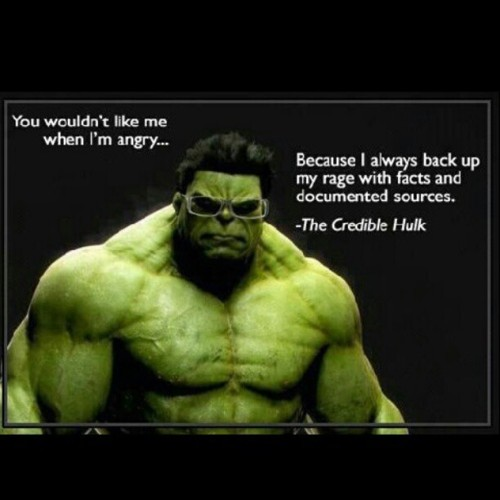 You wouldn't like me
when I'm angry...
Because I always back up
my rage with facts and
documented sources.
-The Credible Hulk